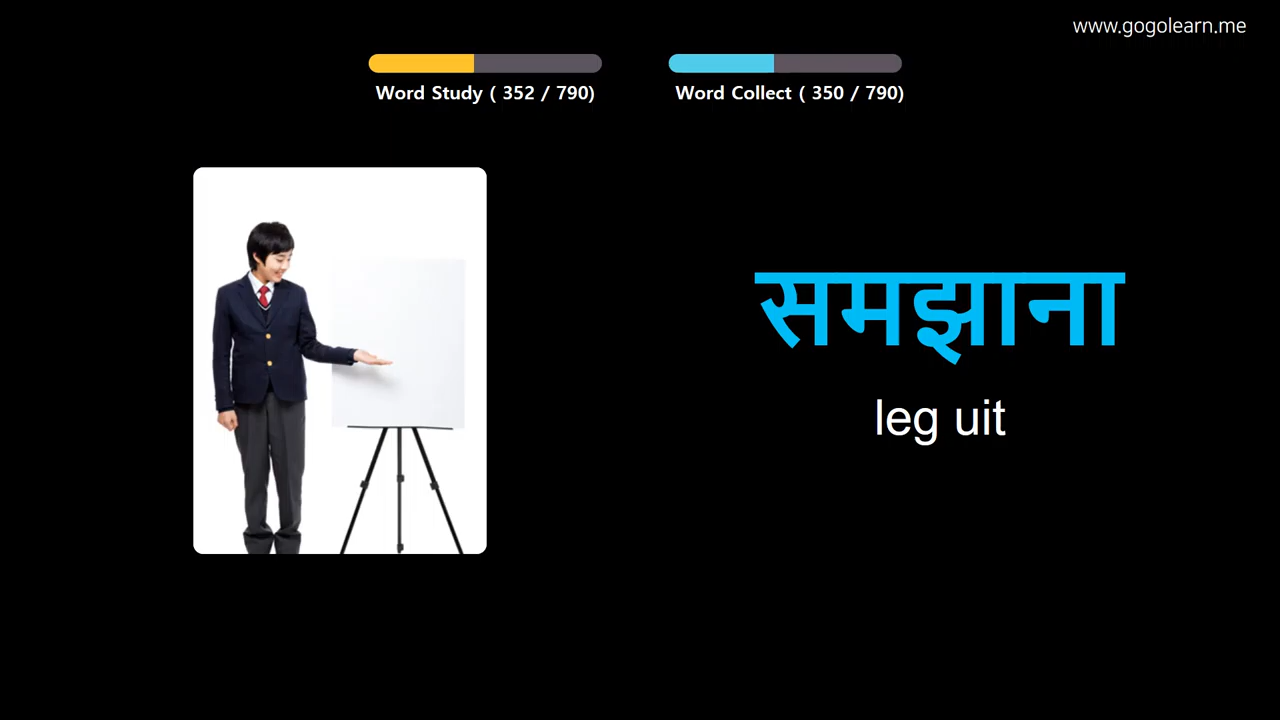 www.gogolearn.me
Word Study ( 352 / 790)
Word Collect ( 350 / 790)
समझाना
leg uit